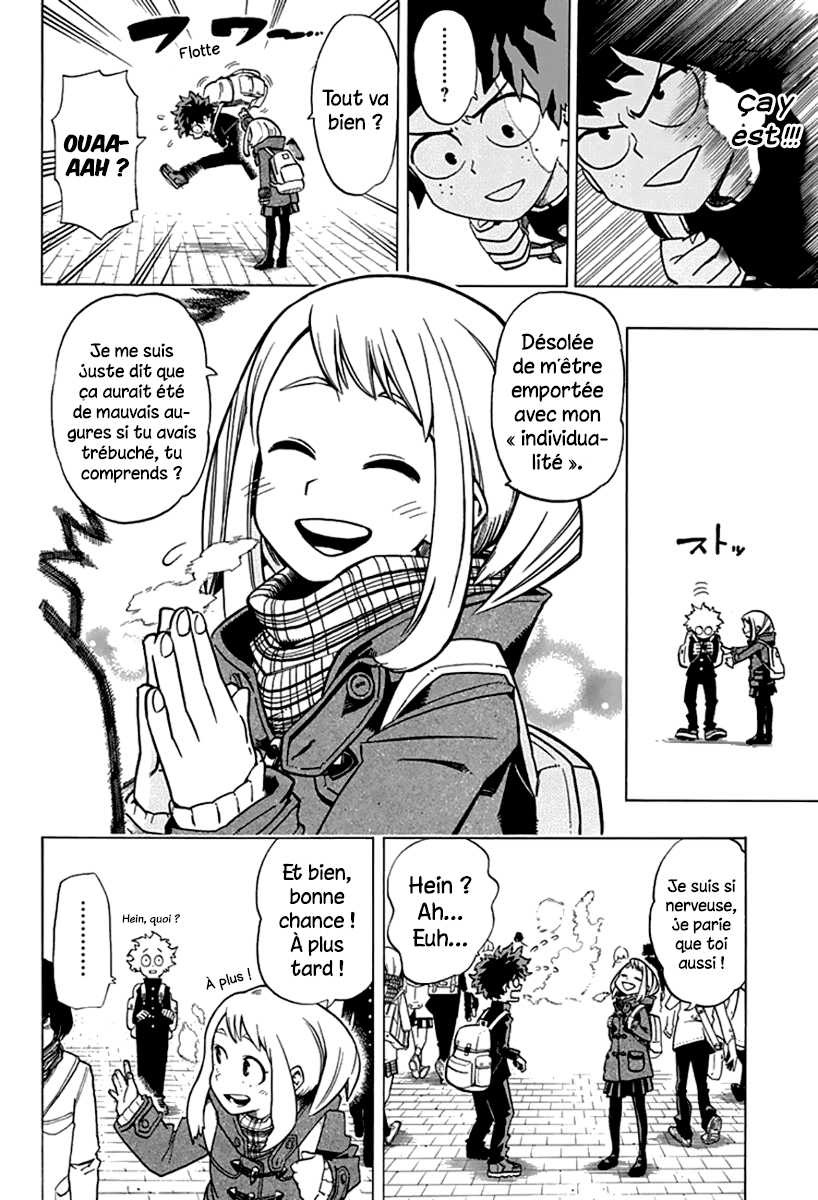 Ça y
est !!!
.........?
Tout va
bien ?
フワ〜
Flotte
OUAA-
AAH ?
ストッ
Désolée
de m'être
emportée
avec mon
« individua-
lité ».
Je me suis
juste dit que
ça aurait été
de mauvais au-
gures si tu avais
trébuché, tu
comprends ?
Je suis si
nerveuse,
je parie
que toi
aussi !
Hein ?
Ah...
Euh...
Et bien,
bonne
chance !
À plus
tard !
À plus !
Hein, quoi ?
.........